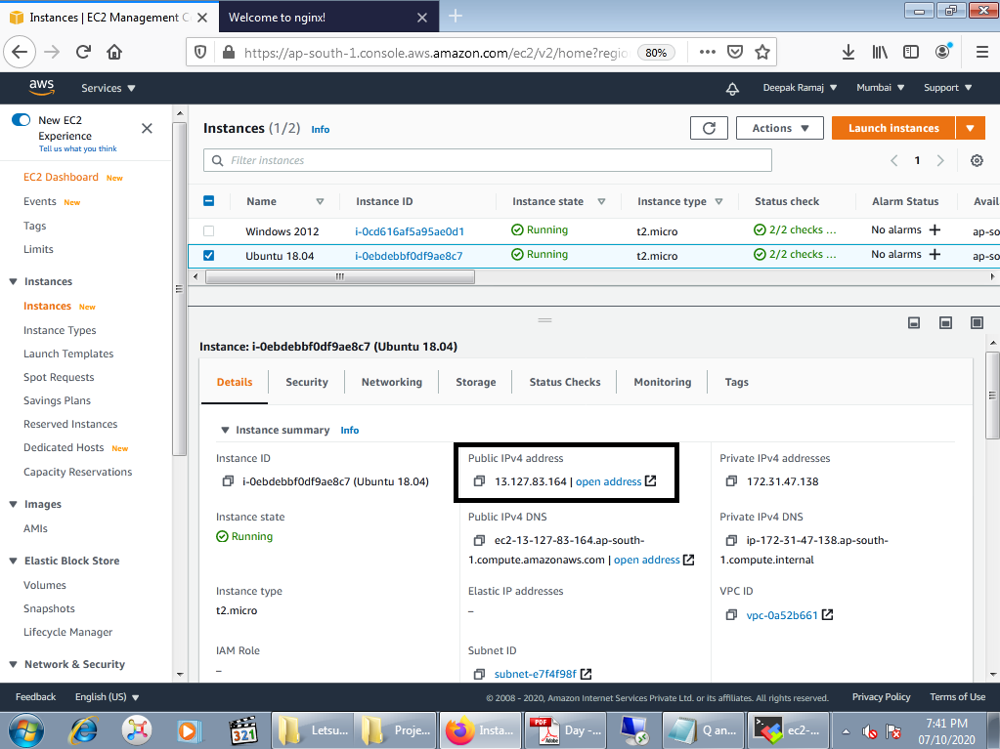 Instances | EC2 Management C
Welcome to nginx!
https://ap-south-1.console.aws.amazon.com/ec2/v2/home?regio
80%
aws
Services
Deepak Ramaj
Mumbai
Support
New EC2
Experience
Tell us what you think
EC2 Dashboard New
Events New
Tags
Limits
Instances
Instances New
Instance Types
Launch Templates
Spot Requests
Savings Plans
Reserved Instances
Dedicated Hosts New
Capacity Reservations
Images
AMIs
Elastic Block Store
Volumes
Snapshots
Lifecycle Manager
Network & Security
Instances (1/2) Info
Actions
Launch instances
Filter instances
1
Name Instance ID Instance state Instance type Status check Alarm Status Avail
Windows 2012 i-0cd616af5a95ae0d1 Running t2.micro 2/2 checks ... No alarms + ap-so
Ubuntu 18.04 i-0ebdebbf0df9ae8c7 Running t2.micro 2/2 checks ... No alarms + ap-so
Instance: i-0ebdebbf0df9ae8c7 (Ubuntu 18.04)
Details Security Networking Storage Status Checks Monitoring Tags
Instance summary Info
Instance ID
i-0ebdebbf0df9ae8c7 (Ubuntu 18.04)
Public IPv4 address
13.127.83.164 | open address
Private IPv4 addresses
172.31.47.138
Instance state
Running
Public IPv4 DNS
ec2-13-127-83-164.ap-south-
1.compute.amazonaws.com | open address
Private IPv4 DNS
ip-172-31-47-138.ap-south-
1.compute.internal
Instance type
t2.micro
Elastic IP addresses
–
VPC ID
vpc-0a52b661
IAM Role
–
Subnet ID
subnet-e7f4f98f
Feedback
English (US)
© 2008 - 2020, Amazon Internet Services Private Ltd. or its affiliates. All rights reserved.
Privacy Policy
Terms of Use
321
Letsu...
Proje...
Insta...
PDF
Adobe
Day -...
Q an...
ec2-...
7:41 PM
07/10/2020